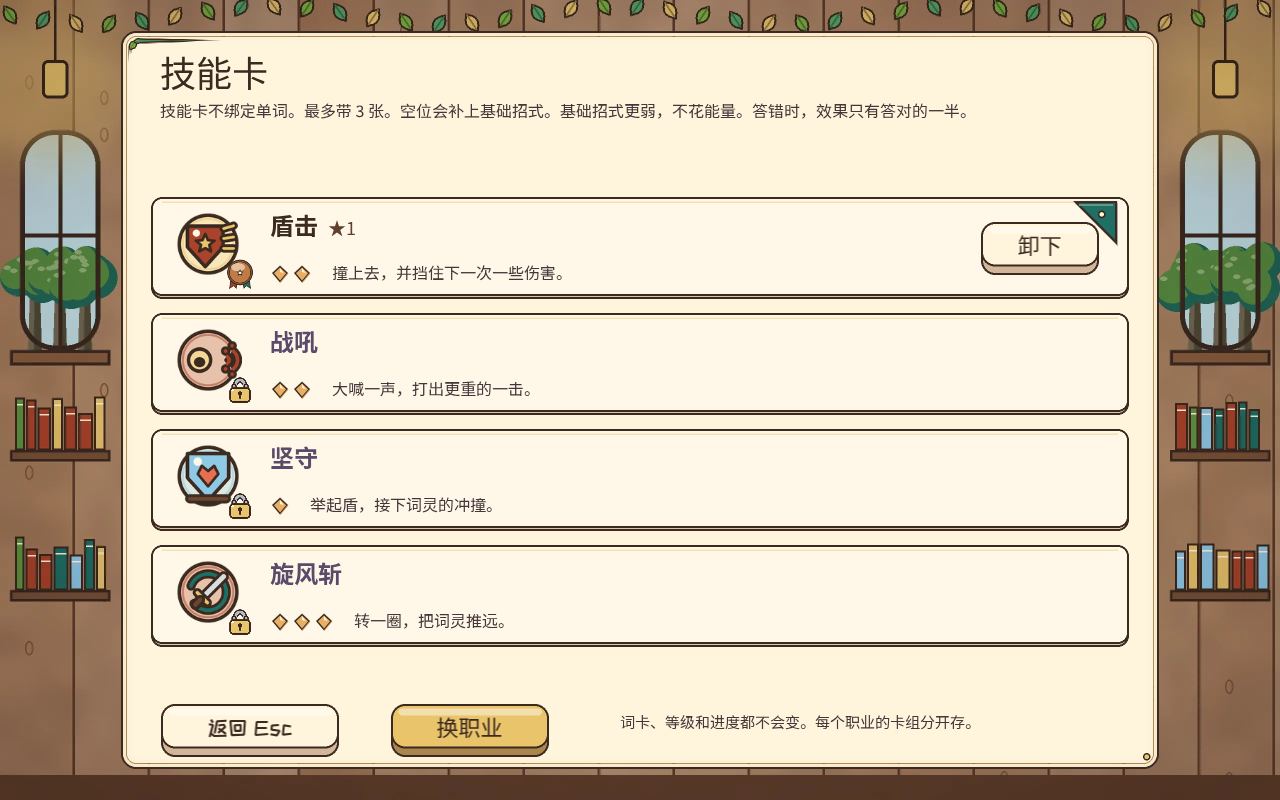 技能卡
技能卡不绑定单词。最多带 3 张。空位会补上基础招式。基础招式更弱，不花能量。答错时，效果只有答对的一半。
盾击 ★1
卸下
撞上去，并挡住下一次一些伤害。
战吼
大喊一声，打出更重的一击。
坚守
举起盾，接下词灵的冲撞。
旋风斩
转一圈，把词灵推远。
返回 Esc
换职业
词卡、等级和进度都不会变。每个职业的卡组分开存。